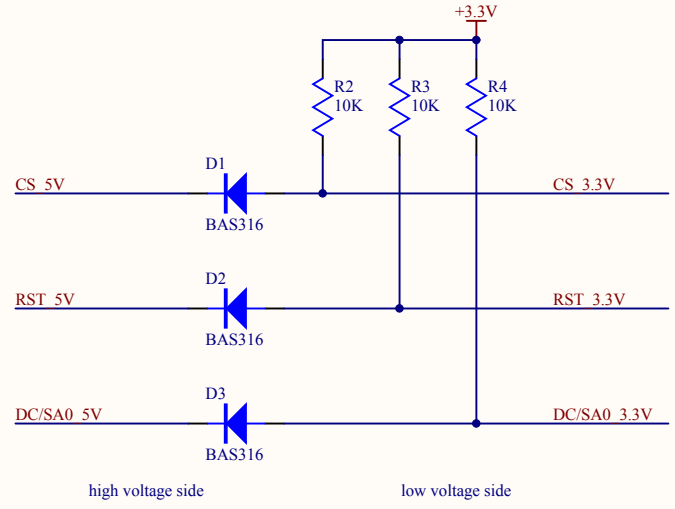 +3.3V
R2 R3 R4
10K 10K 10K
D1
CS_5V CS_3.3V
BAS316
D2
RST_5V RST_3.3V
BAS316
D3
DC/SA0_5V DC/SA0_3.3V
BAS316
high voltage side low voltage side